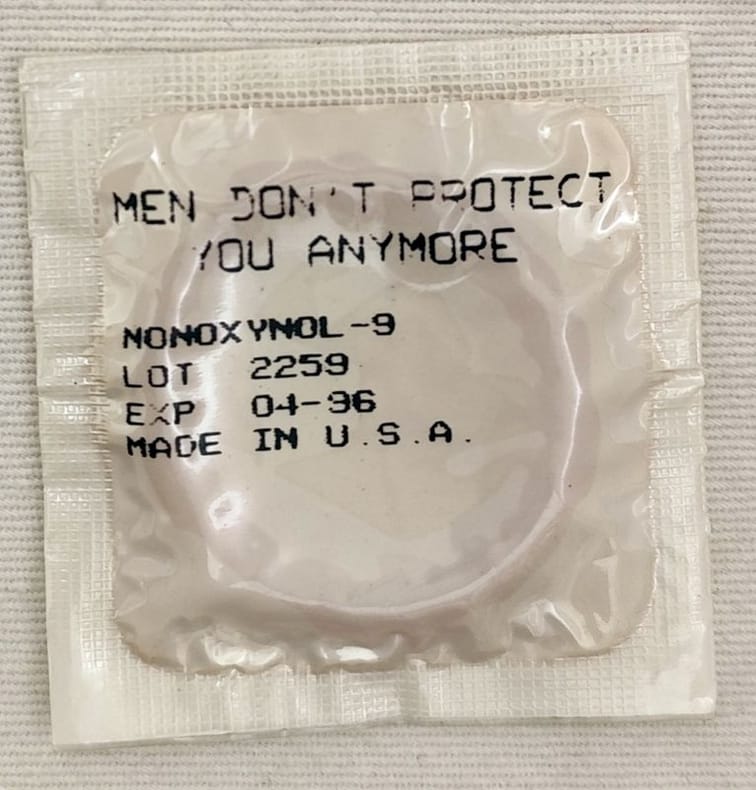 MEN DON'T PROTECT
YOU ANYMORE
NONOXYNOL-9
LOT 2259
EXP 04-96
MADE IN U.S.A.